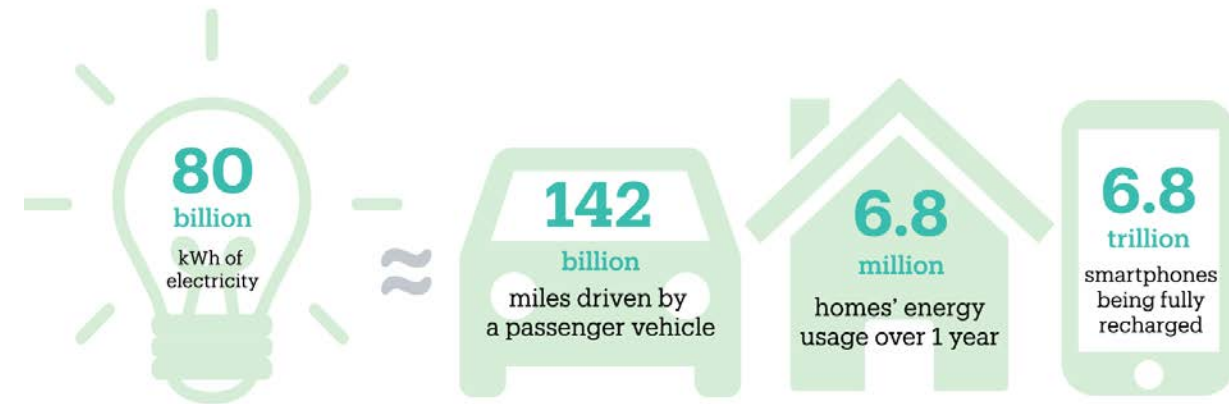 80
billion
kWh of
electricity
≈
142
billion
miles driven by
a passenger vehicle
6.8
million
homes’ energy
usage over 1 year
6.8
trillion
smartphones
being fully
recharged